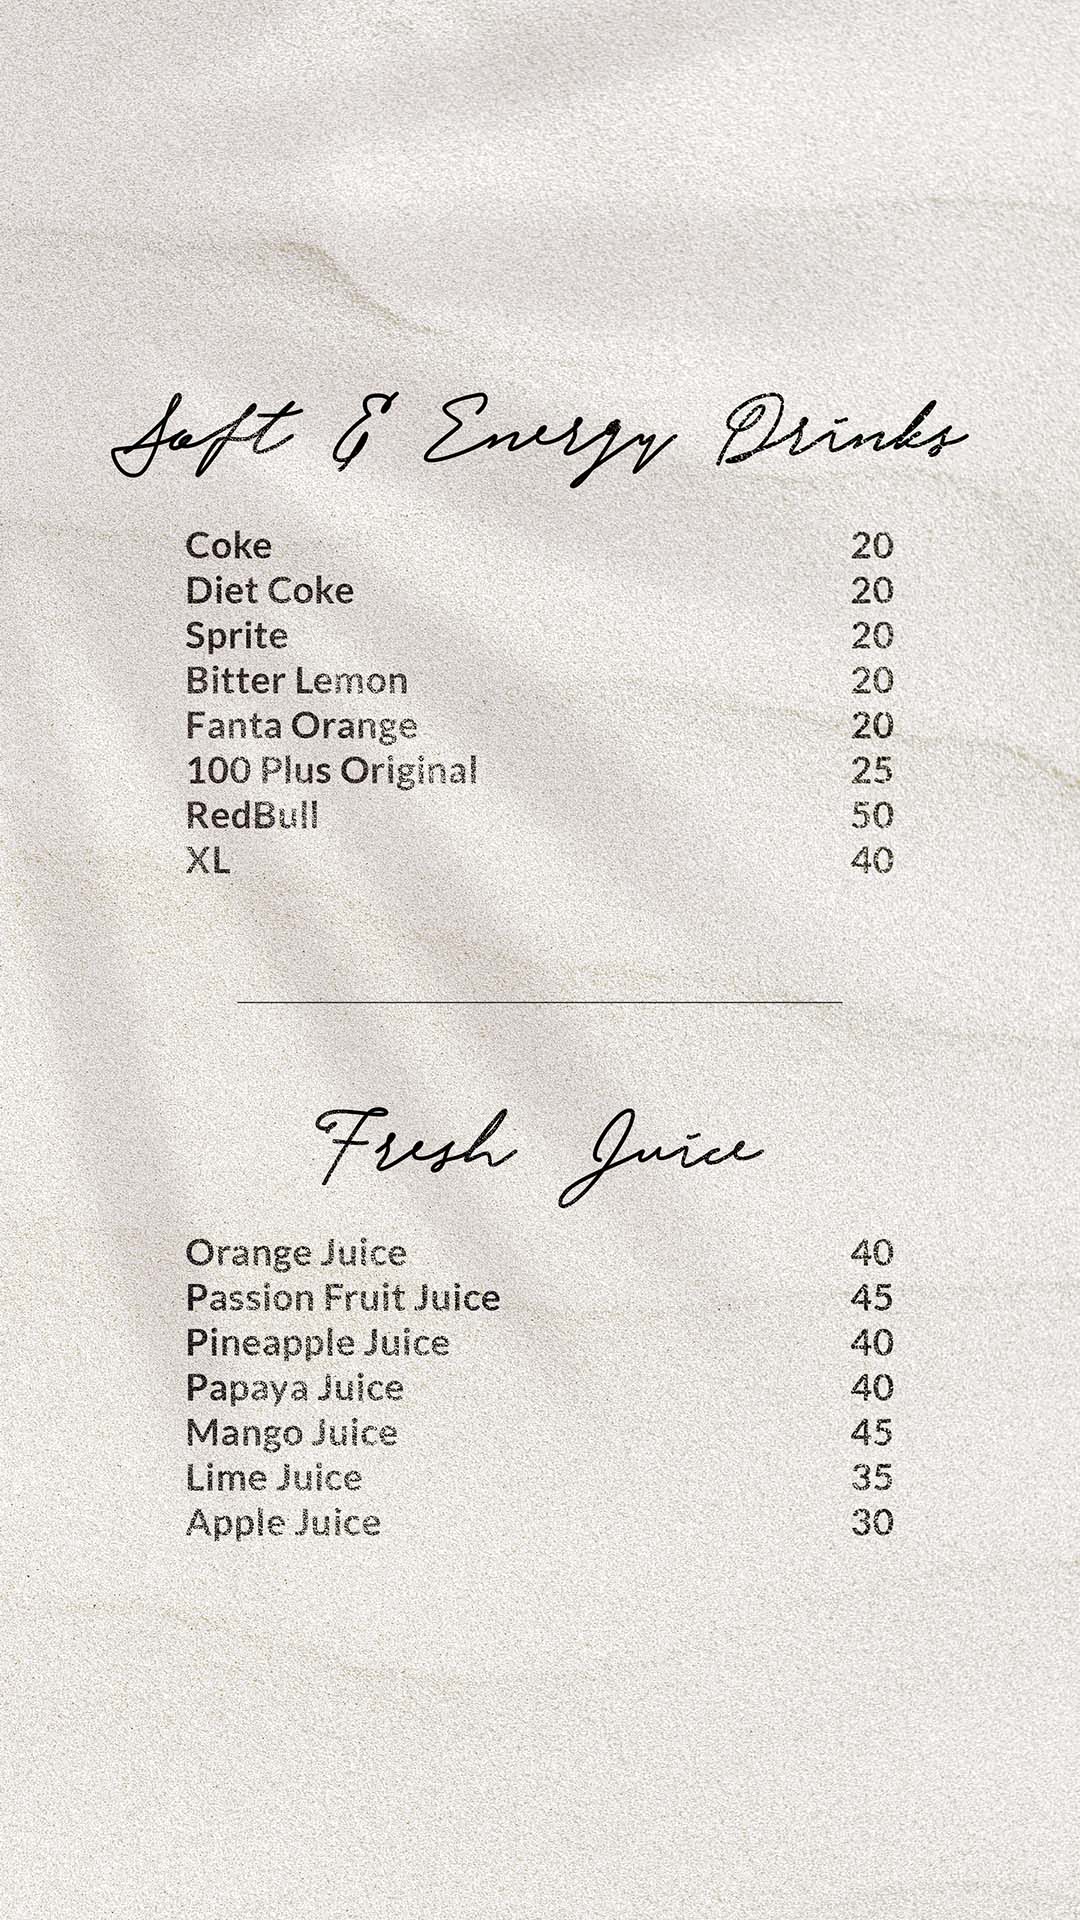 Soft & Energy Drinks
Coke 20
Diet Coke 20
Sprite 20
Bitter Lemon 20
Fanta Orange 20
100 Plus Original 25
RedBull 50
XL 40
Fresh Juice
Orange Juice 40
Passion Fruit Juice 45
Pineapple Juice 40
Papaya Juice 40
Mango Juice 45
Lime Juice 35
Apple Juice 30